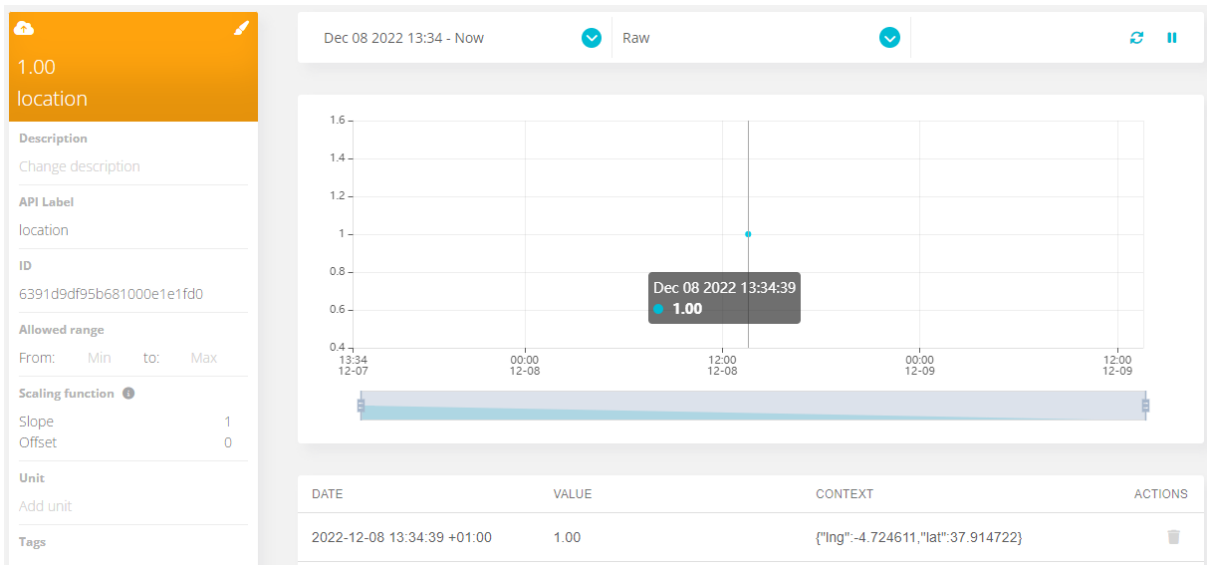 1.00
location
Description
Change description
API Label
location
ID
6391d9df95b681000e1e1fd0
Allowed range
From: Min to: Max
Scaling function
Slope 1
Offset 0
Unit
Add unit
Tags
Dec 08 2022 13:34 - Now Raw
1.6
1.4
1.2
1
0.8
0.6
0.4
Dec 08 2022 13:34:39
1.00
13:34 00:00 12:00 00:00 12:00
12-07 12-08 12-08 12-09 12-09
DATE VALUE CONTEXT ACTIONS
2022-12-08 13:34:39 +01:00 1.00 {"lng":-4.724611,"lat":37.914722}